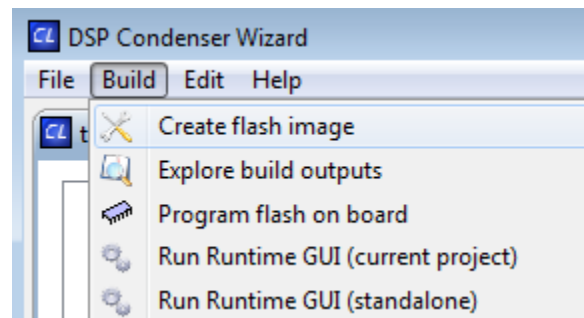 CL DSP Condenser Wizard
File Build Edit Help
CL t
Create flash image
Explore build outputs
Program flash on board
Run Runtime GUI (current project)
Run Runtime GUI (standalone)